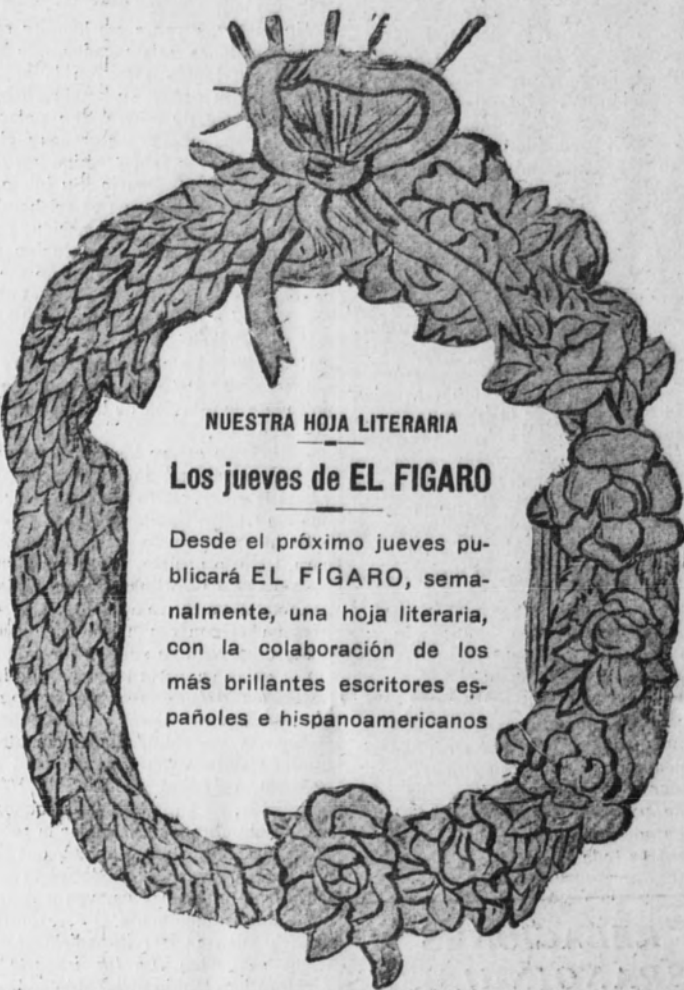 NUESTRA HOJA LITERARIA
Los jueves de EL FIGARO
Desde el próximo jueves pu-
blicará EL FÍGARO, sema-
nalmente, una hoja literaria,
con la colaboración de los
más brillantes escritores es-
pañoles e hispanoamericanos